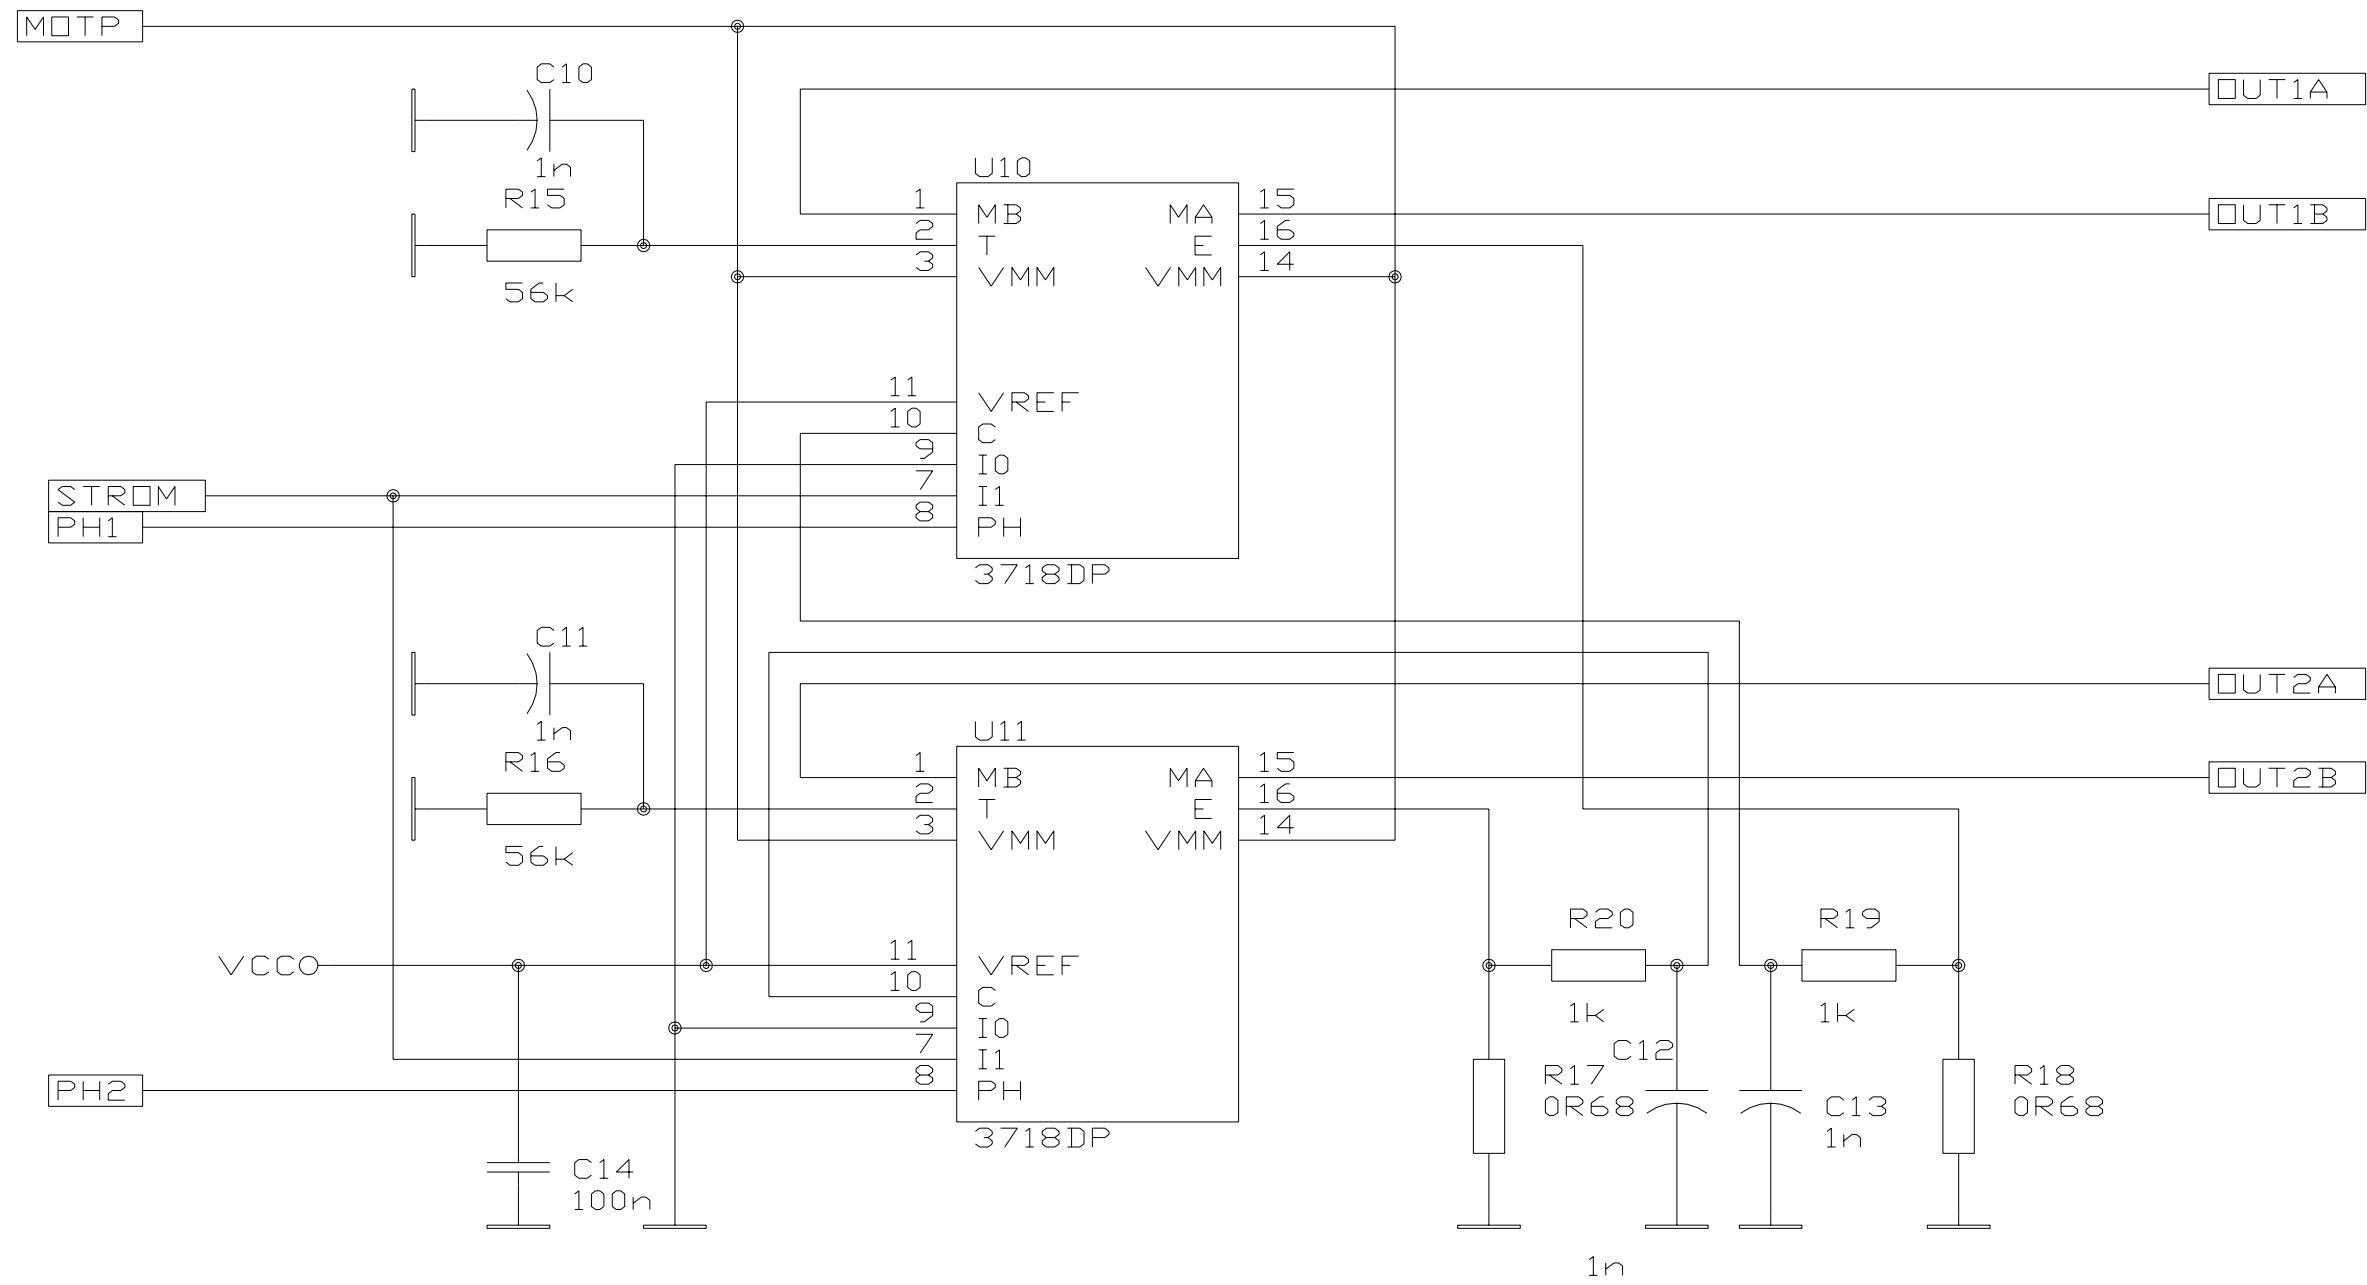 MOTP
C10
1n
R15
56k
OUT1A
U10
1 MB MA 15
2 T E 16
3 VMM VMM 14
OUT1B
11 VREF
10 C
9 I0
7 I1
8 PH
3718DP
STROM
PH1
C11
1n
R16
56k
OUT2A
U11
1 MB MA 15
2 T E 16
3 VMM VMM 14
OUT2B
VCC
11 VREF
10 C
9 I0
7 I1
8 PH
3718DP
PH2
C14
100n
R20
1k
R19
1k
C12
R17
0R68
C13
1n
R18
0R68
1n